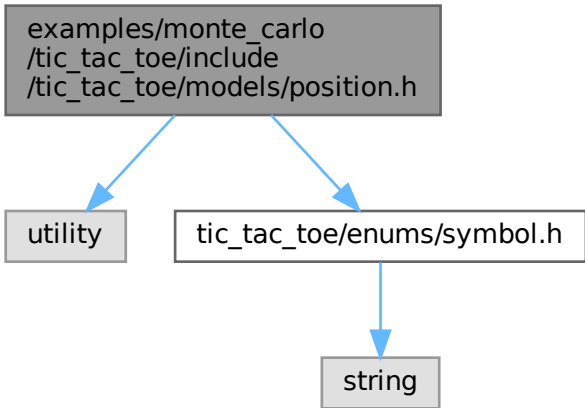 examples/monte_carlo
/tic_tac_toe/include
/tic_tac_toe/models/position.h
utility
tic_tac_toe/enums/symbol.h
string